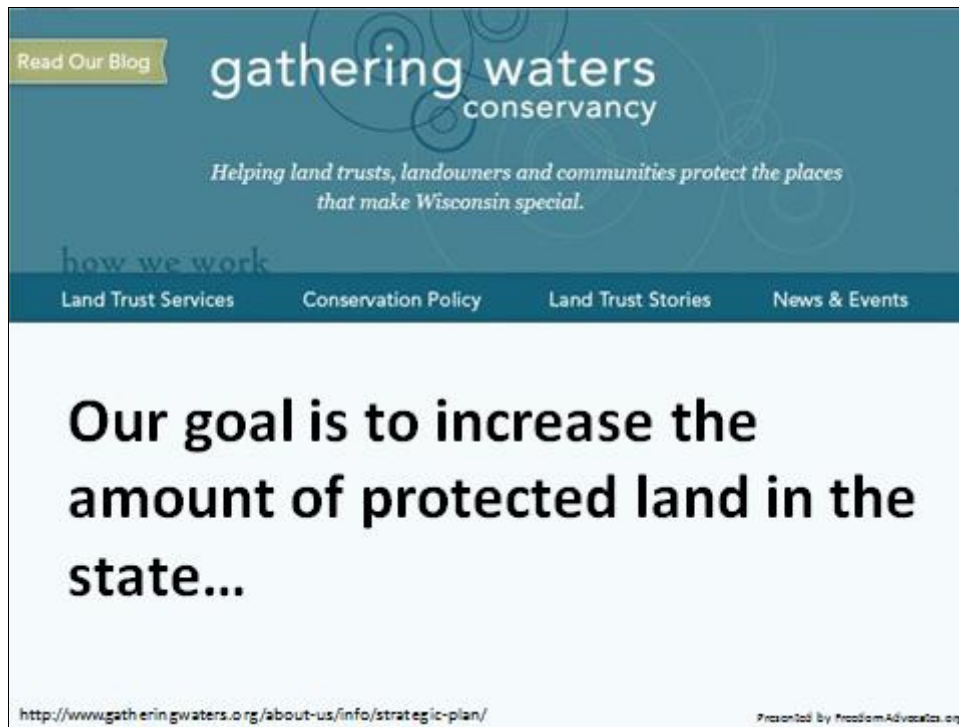 Read Our Blog
gathering waters
conservancy
Helping land trusts, landowners and communities protect the places
that make Wisconsin special.
how we work
Land Trust Services
Conservation Policy
Land Trust Stories
News & Events
Our goal is to increase the
amount of protected land in the
state...
http://www.gatheringwaters.org/about-us/info/strategic-plan/
Presented by FreedomAdvocates.org